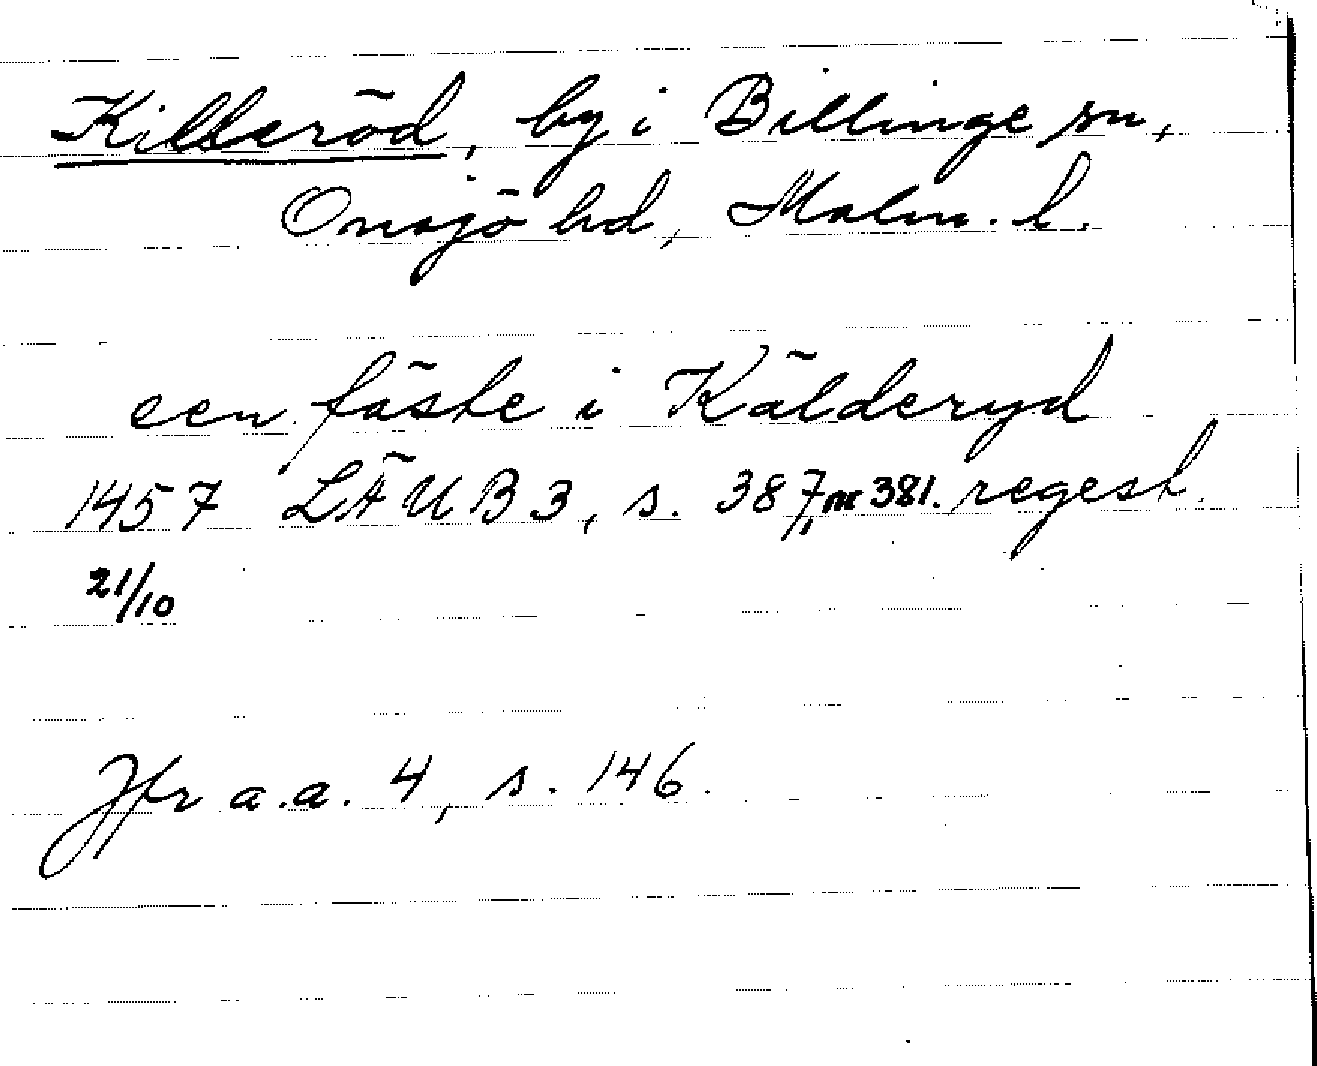 Killeröd, by i Billinge sn,
Onsjö hd, Malm. l.
een fäste i Kälderyd
1457 LÄUB 3, s. 387, nr 381. regest.
21/10
Jfr a.a. 4, s. 146.